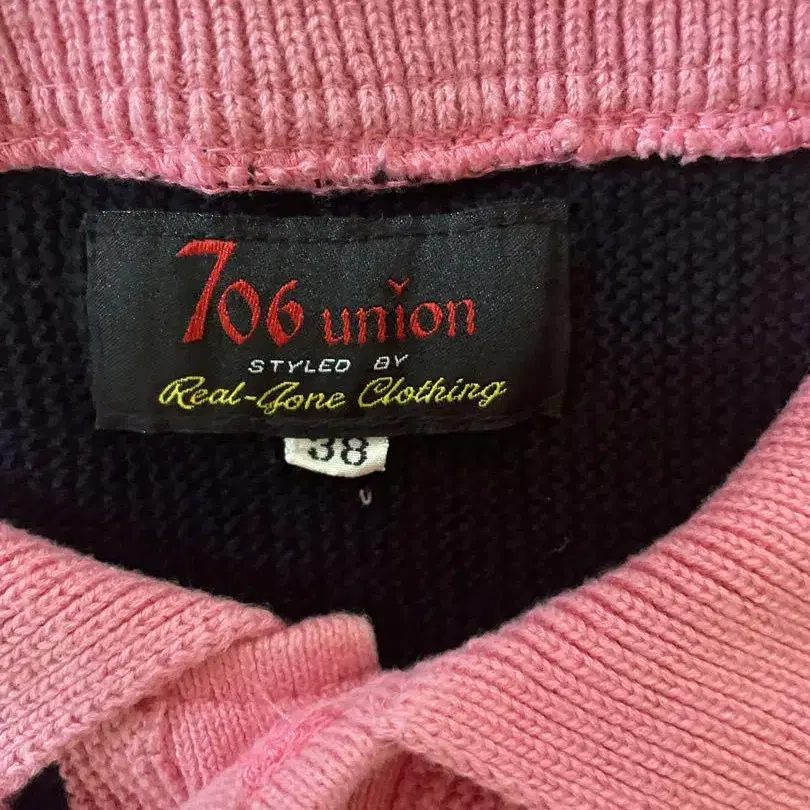 706 union
STYLED BY
Real-Gone Clothing
38